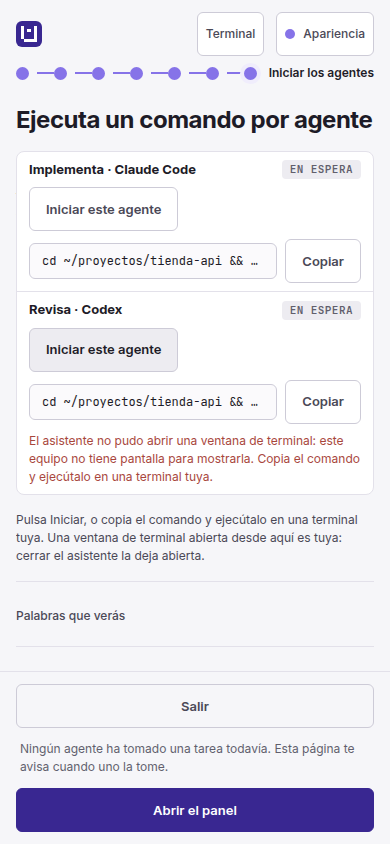 Terminal
Apariencia
Iniciar los agentes
Ejecuta un comando por agente
Implementa · Claude Code
EN ESPERA
Iniciar este agente
cd ~/proyectos/tienda-api && …
Copiar
Revisa · Codex
EN ESPERA
Iniciar este agente
cd ~/proyectos/tienda-api && …
Copiar
El asistente no pudo abrir una ventana de terminal: este
equipo no tiene pantalla para mostrarla. Copia el comando
y ejecútalo en una terminal tuya.
Pulsa Iniciar, o copia el comando y ejecútalo en una terminal
tuya. Una ventana de terminal abierta desde aquí es tuya:
cerrar el asistente la deja abierta.
Palabras que verás
Salir
Ningún agente ha tomado una tarea todavía. Esta página te
avisa cuando uno la tome.
Abrir el panel